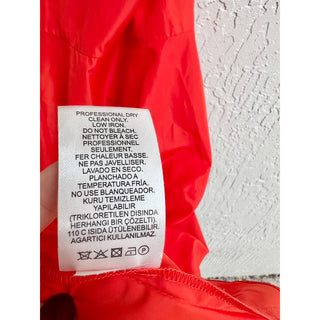 PROFESSIONAL DRY
CLEAN ONLY.
LOW IRON.
DO NOT BLEACH.
NETTOYER À SEC
PROFESSIONNEL
SEULEMENT.
FER CHALEUR BASSE.
NE PAS JAVELLISER.
LAVADO EN SECO.
PLANCHADO A
TEMPERATURA FRÍA.
NO USE BLANQUEADOR.
KURU TEMIZLEME
YAPILABILIR
(TRIKLORETILEN DISINDA
HERHANGI BIR ÇÖZELTI).
110 C ISIDA ÜTÜLENEBILIR.
AGARTICI KULLANILMAZ.